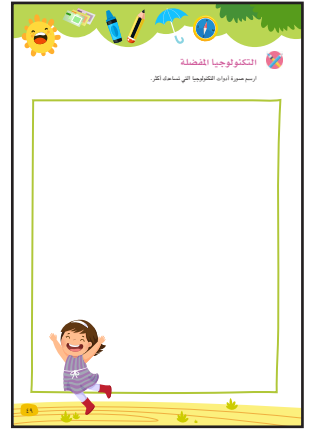 التكنولوجيا المفضلة
ارسم صورة أدوات التكنولوجيا التي تساعدك أكثر.
٤٩